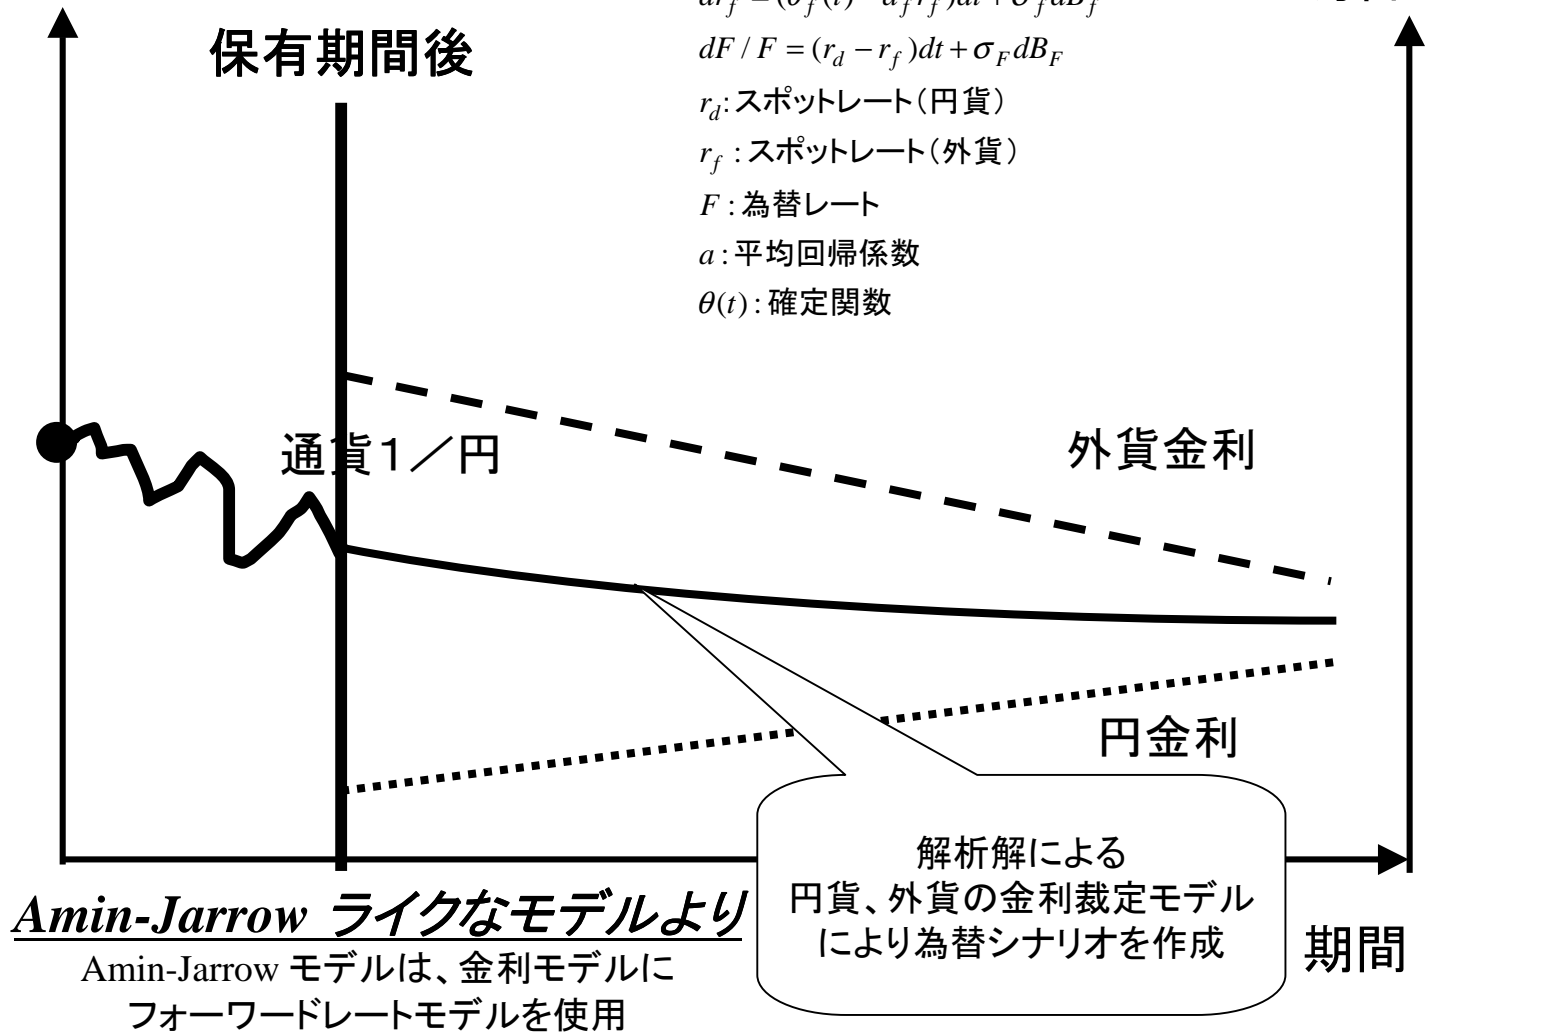 保有期間後
dF / F = (r_d − r_f)dt + σ_F dB_F
r_d: スポットレート（円貨）
r_f : スポットレート（外貨）
F : 為替レート
a : 平均回帰係数
θ(t) : 確定関数
通貨１／円
外貨金利
円金利
解析解による
円貨、外貨の金利裁定モデル
により為替シナリオを作成
期間
Amin-Jarrow ライクなモデルより
Amin-Jarrow モデルは、金利モデルに
フォーワードレートモデルを使用